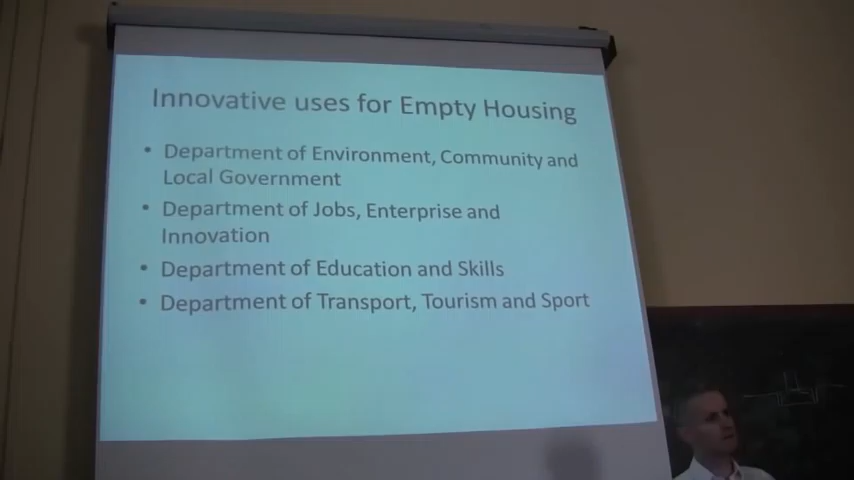 Innovative uses for Empty Housing
• Department of Environment, Community and
Local Government
• Department of Jobs, Enterprise and
Innovation
• Department of Education and Skills
• Department of Transport, Tourism and Sport